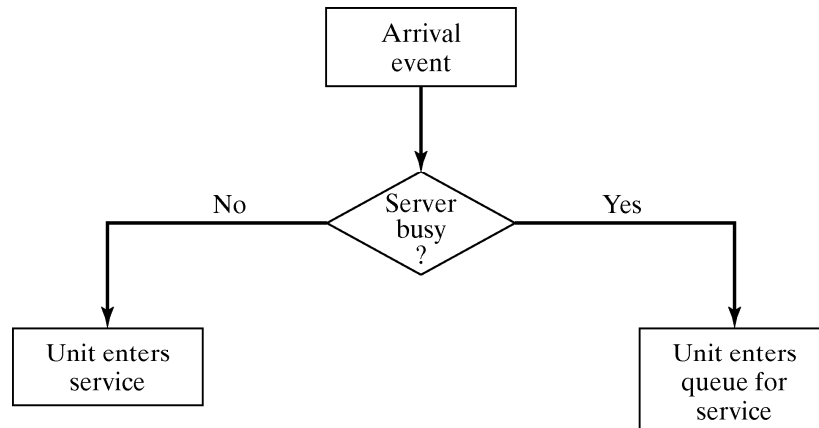 Arrival
event
No
Server
busy
?
Yes
Unit enters
service
Unit enters
queue for
service